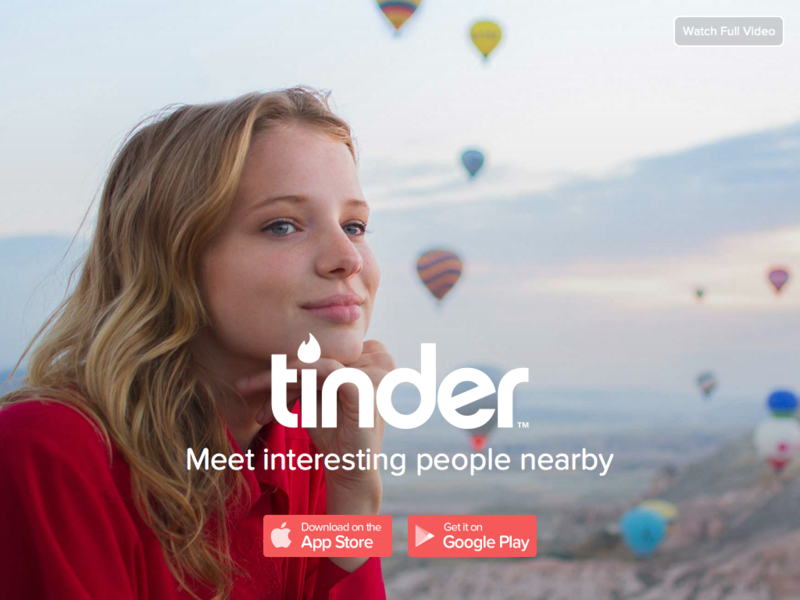 Watch Full Video
tinder™
Meet interesting people nearby
Download on the
App Store
Get it on
Google Play